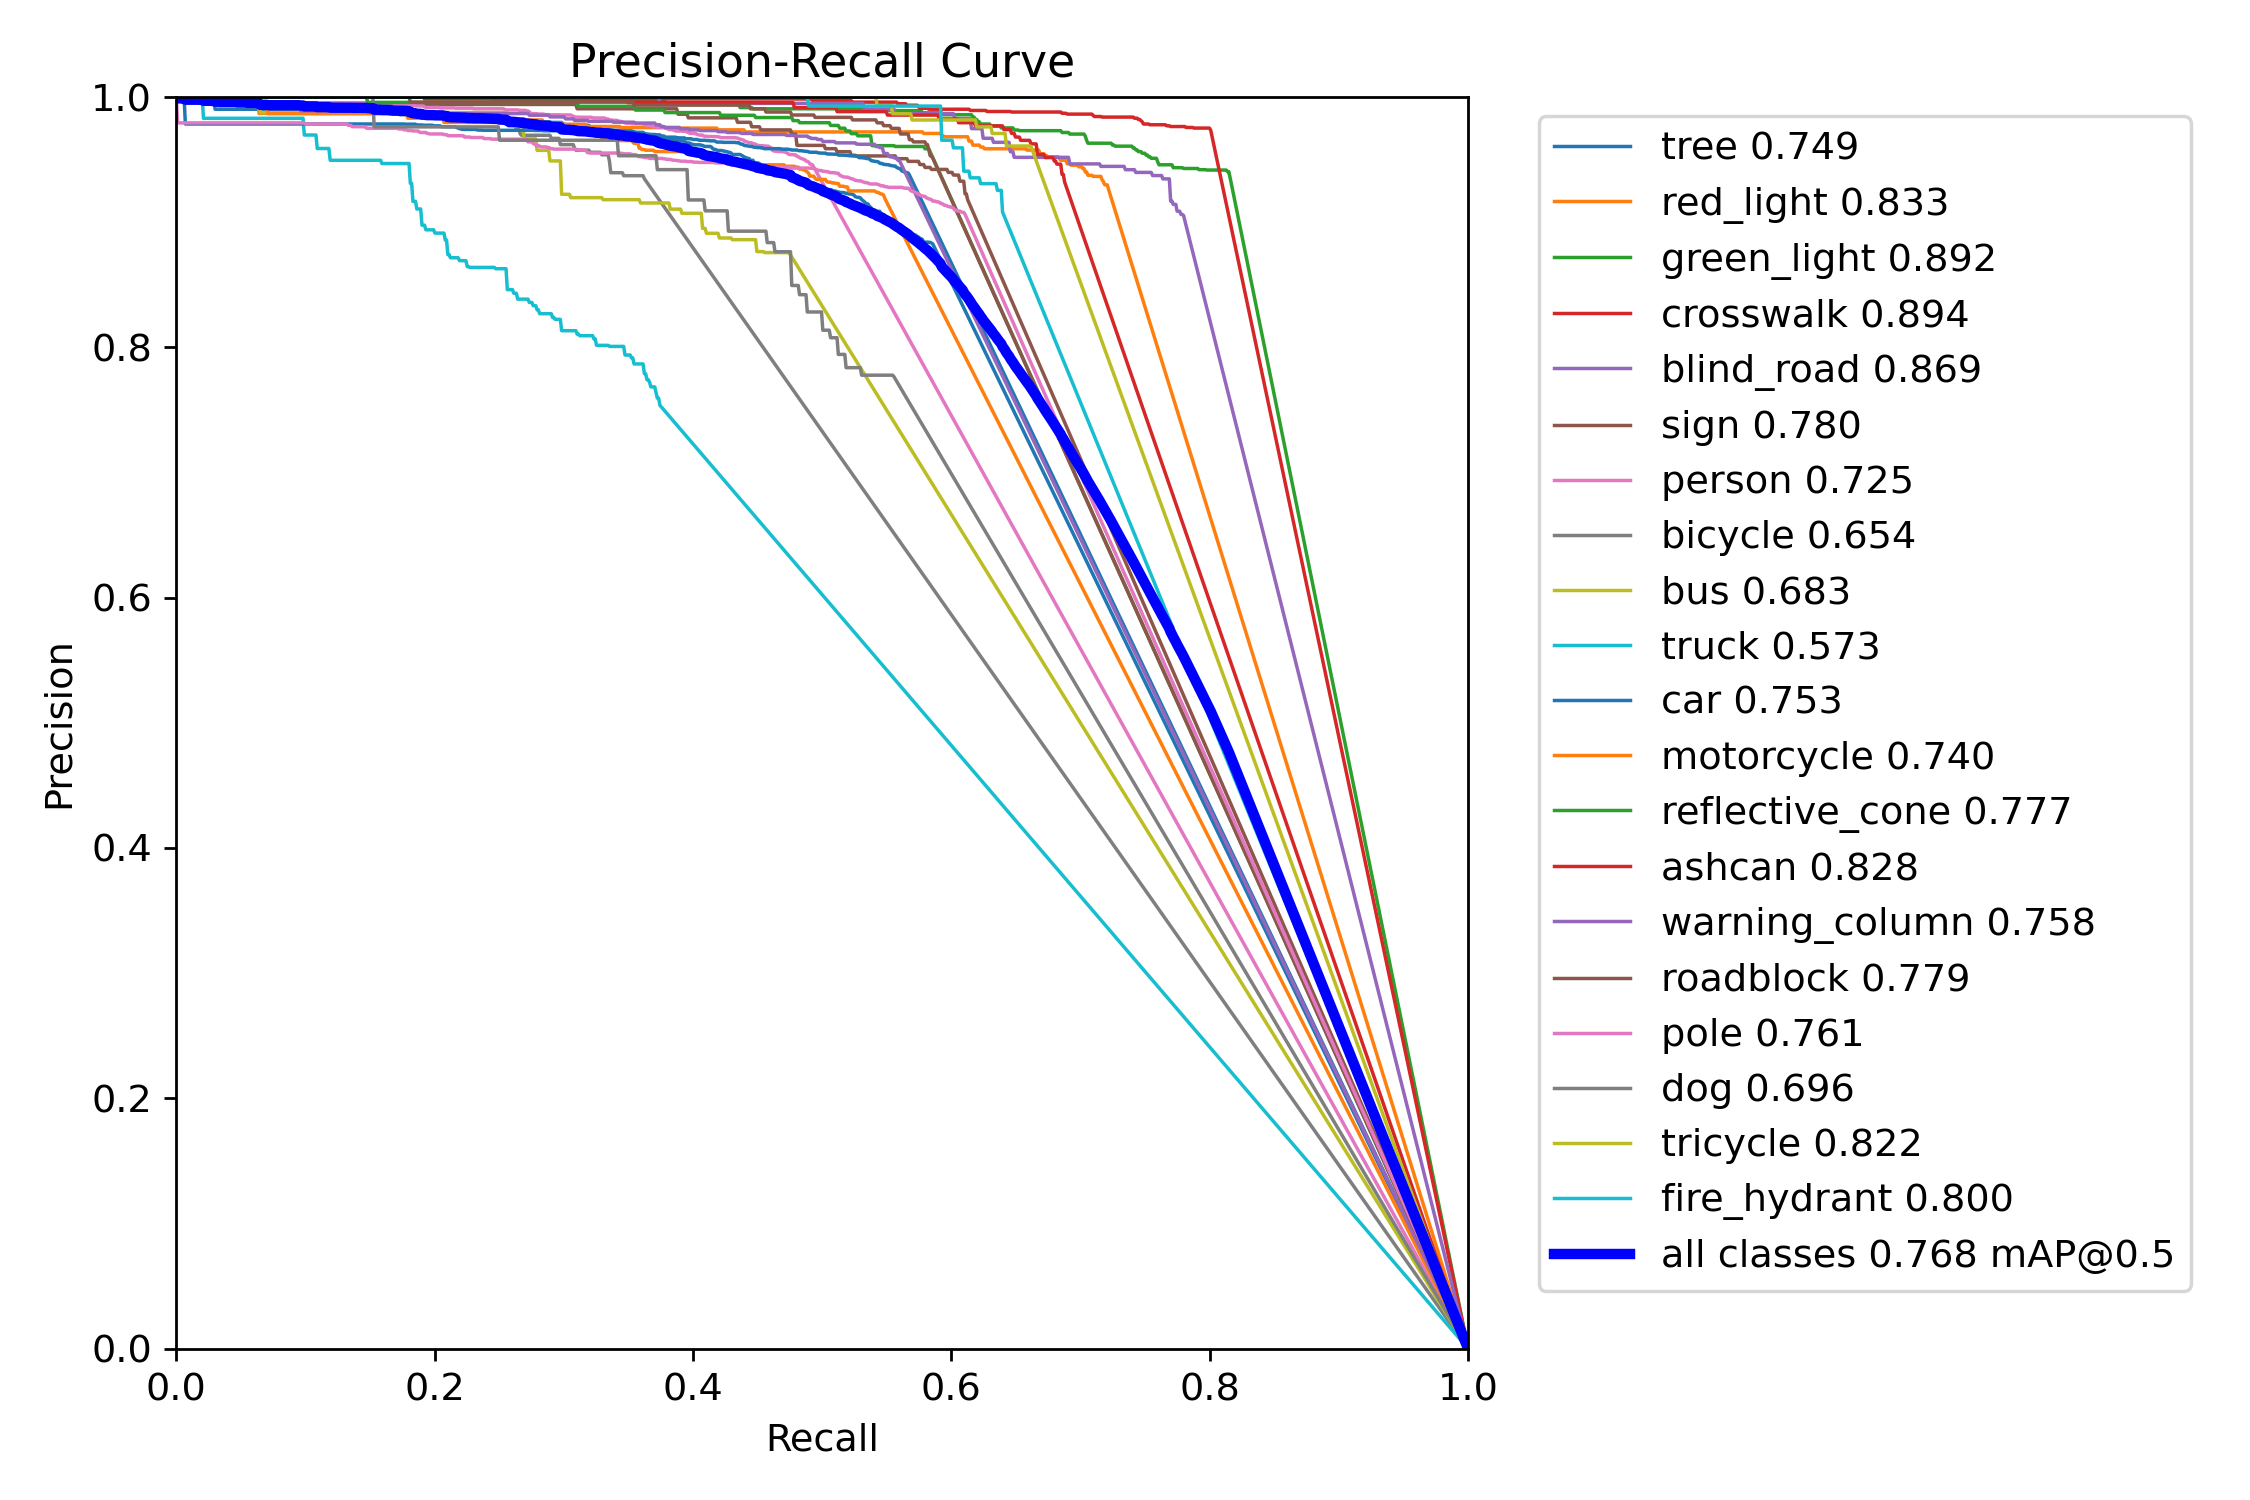 Precision-Recall Curve
1.0
0.8
0.6
0.4
0.2
0.0
Precision
0.0 0.2 0.4 0.6 0.8 1.0
Recall
tree 0.749
red_light 0.833
green_light 0.892
crosswalk 0.894
blind_road 0.869
sign 0.780
person 0.725
bicycle 0.654
bus 0.683
truck 0.573
car 0.753
motorcycle 0.740
reflective_cone 0.777
ashcan 0.828
warning_column 0.758
roadblock 0.779
pole 0.761
dog 0.696
tricycle 0.822
fire_hydrant 0.800
all classes 0.768 mAP@0.5